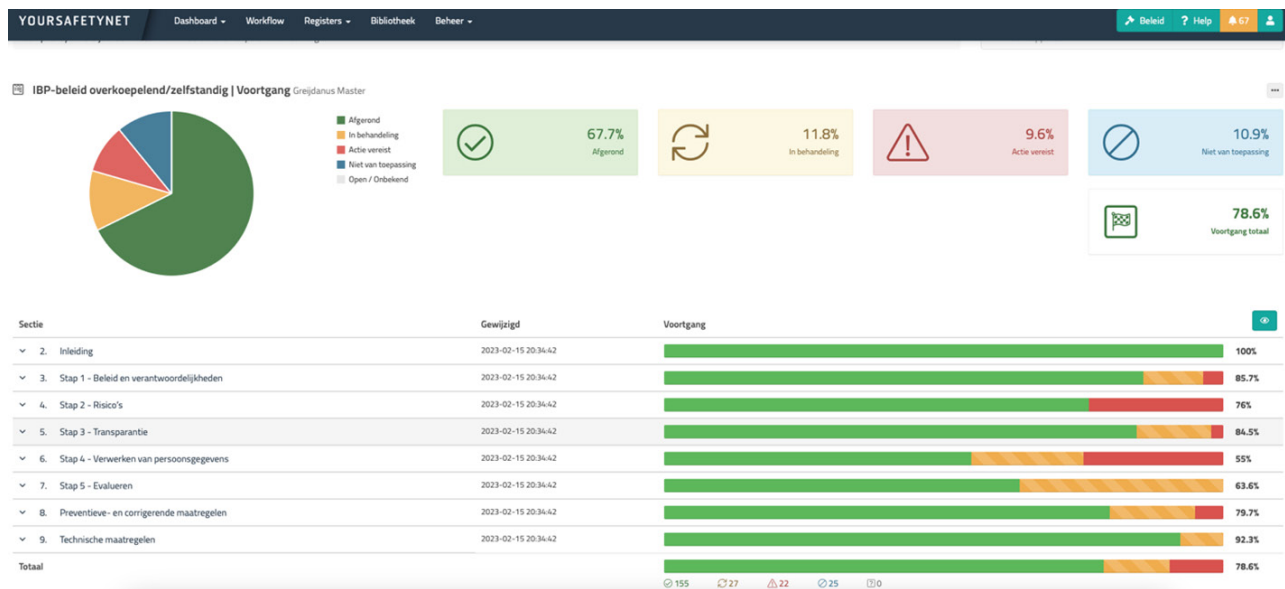 YOURSAFETYNET Dashboard Workflow Registers Bibliotheek Beheer Beleid ? Help 67
IBP-beleid overkoepelend/zelfstandig | Voortgang Greijdanus Master
Afgerond
In behandeling
Actie vereist
Niet van toepassing
Open / Onbekend
67.7%
Afgerond
11.8%
In behandeling
9.6%
Actie vereist
10.9%
Niet van toepassing
78.6%
Voortgang totaal
Sectie Gewijzigd Voortgang
2. Inleiding 2023-02-15 20:34:42 100%
3. Stap 1 - Beleid en verantwoordelijkheden 2023-02-15 20:34:42 85.7%
4. Stap 2 - Risico's 2023-02-15 20:34:42 76%
5. Stap 3 - Transparantie 2023-02-15 20:34:42 84.5%
6. Stap 4 - Verwerken van persoonsgegevens 2023-02-15 20:34:42 55%
7. Stap 5 - Evalueren 2023-02-15 20:34:42 63.6%
8. Preventieve- en corrigerende maatregelen 2023-02-15 20:34:42 79.7%
9. Technische maatregelen 2023-02-15 20:34:42 92.3%
Totaal 78.6%
155 27 22 25 0